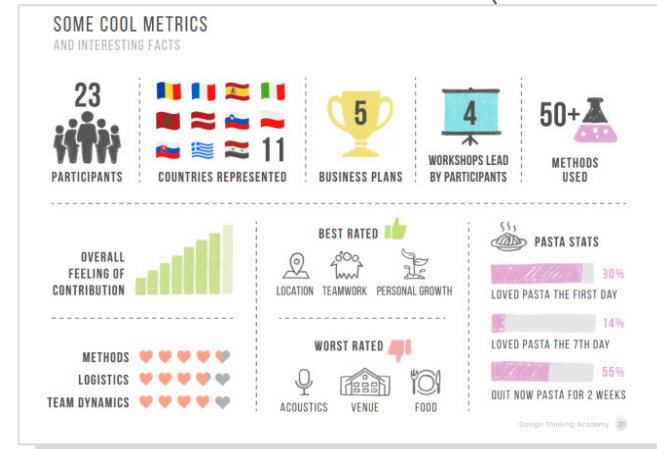 SOME COOL METRICS
AND INTERESTING FACTS
23
PARTICIPANTS
11
COUNTRIES REPRESENTED
5
BUSINESS PLANS
4
WORKSHOPS LEAD
BY PARTICIPANTS
50+
METHODS
USED
OVERALL
FEELING OF
CONTRIBUTION
METHODS
LOGISTICS
TEAM DYNAMICS
BEST RATED
LOCATION
TEAMWORK
PERSONAL GROWTH
WORST RATED
ACOUSTICS
VENUE
FOOD
PASTA STATS
90%
LOVED PASTA THE FIRST DAY
14%
LOVED PASTA THE 7TH DAY
55%
QUIT NOW PASTA FOR 2 WEEKS
Design Thinking Academy 21